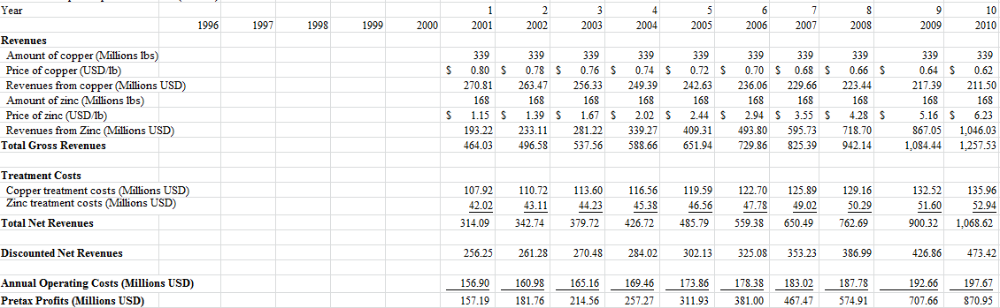 Year 1 2 3 4 5 6 7 8 9 10
1996 1997 1998 1999 2000 2001 2002 2003 2004 2005 2006 2007 2008 2009 2010
Revenues
Amount of copper (Millions lbs) 339 339 339 339 339 339 339 339 339 339
Price of copper (USD/lb) $ 0.80 $ 0.78 $ 0.76 $ 0.74 $ 0.72 $ 0.70 $ 0.68 $ 0.66 $ 0.64 $ 0.62
Revenues from copper (Millions USD) 270.81 263.47 256.33 249.39 242.63 236.06 229.66 223.44 217.39 211.50
Amount of zinc (Millions lbs) 168 168 168 168 168 168 168 168 168 168
Price of zinc (USD/lb) $ 1.15 $ 1.39 $ 1.67 $ 2.02 $ 2.44 $ 2.94 $ 3.55 $ 4.28 $ 5.16 $ 6.23
Revenues from Zinc (Millions USD) 193.22 233.11 281.22 339.27 409.31 493.80 595.73 718.70 867.05 1,046.03
Total Gross Revenues 464.03 496.58 537.56 588.66 651.94 729.86 825.39 942.14 1,084.44 1,257.53
Treatment Costs
Copper treatment costs (Millions USD) 107.92 110.72 113.60 116.56 119.59 122.70 125.89 129.16 132.52 135.96
Zinc treatment costs (Millions USD) 42.02 43.11 44.23 45.38 46.56 47.78 49.02 50.29 51.60 52.94
Total Net Revenues 314.09 342.74 379.72 426.72 485.79 559.38 650.49 762.69 900.32 1,068.62
Discounted Net Revenues 256.25 261.28 270.48 284.02 302.13 325.08 353.23 386.99 426.86 473.42
Annual Operating Costs (Millions USD) 156.90 160.98 165.16 169.46 173.86 178.38 183.02 187.78 192.66 197.67
Pretax Profits (Millions USD) 157.19 181.76 214.56 257.27 311.93 381.00 467.47 574.91 707.66 870.95